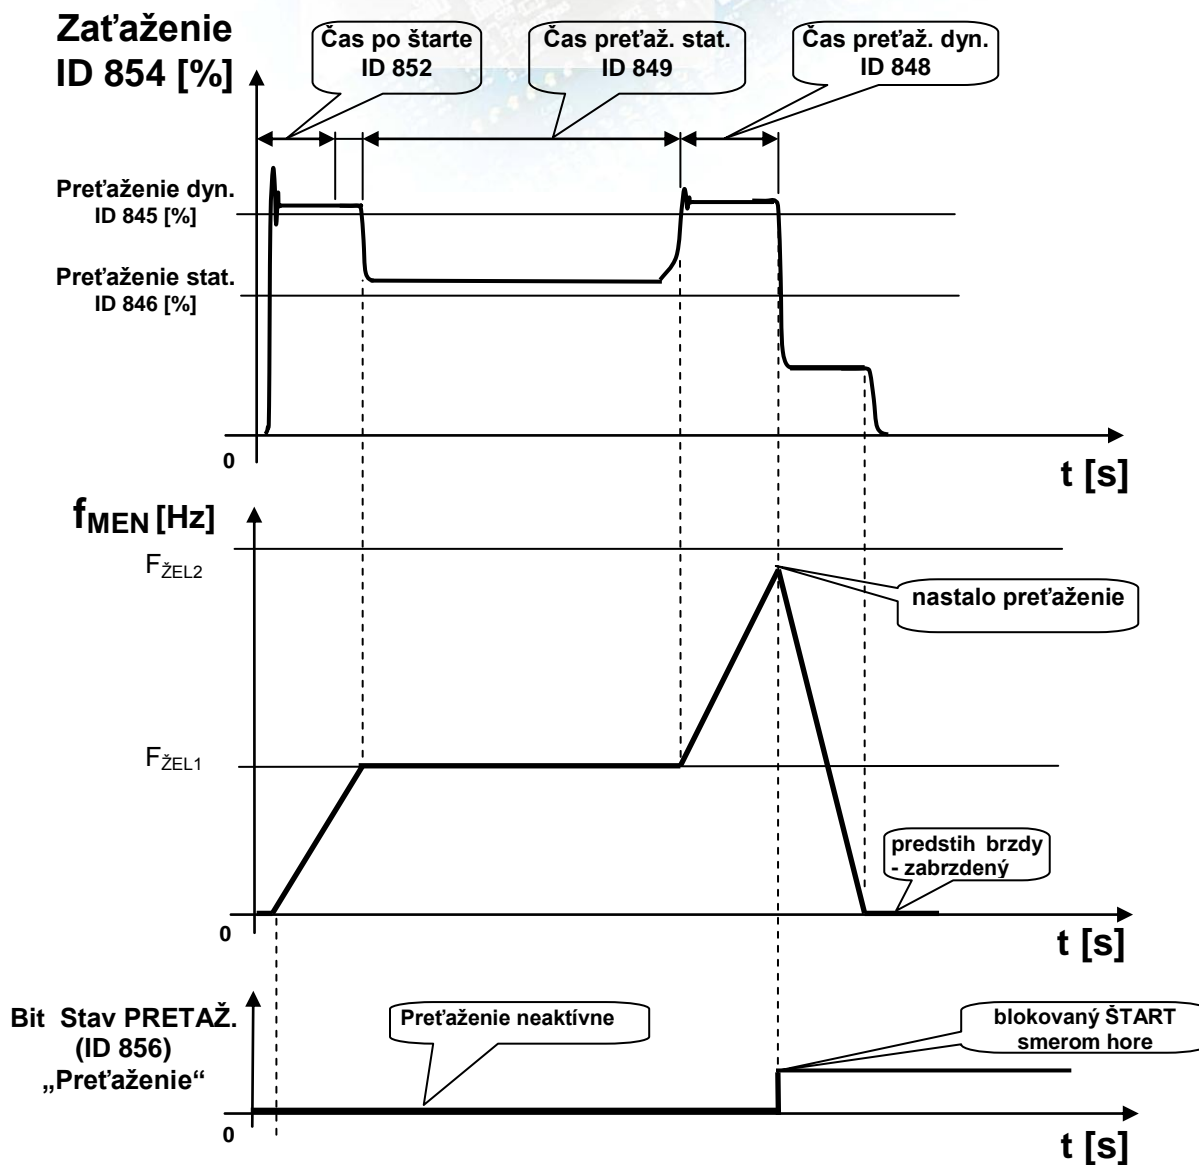 Zaťaženie
ID 854 [%]
Čas po štarte
ID 852
Čas preťaž. stat.
ID 849
Čas preťaž. dyn.
ID 848
Preťaženie dyn.
ID 845 [%]
Preťaženie stat.
ID 846 [%]
0
t [s]
fMEN [Hz]
FŽEL2
nastalo preťaženie
FŽEL1
predstih brzdy
- zabrzdený
0
t [s]
Bit Stav PRETAŽ.
(ID 856)
„Preťaženie“
Preťaženie neaktívne
blokovaný ŠTART
smerom hore
0
t [s]